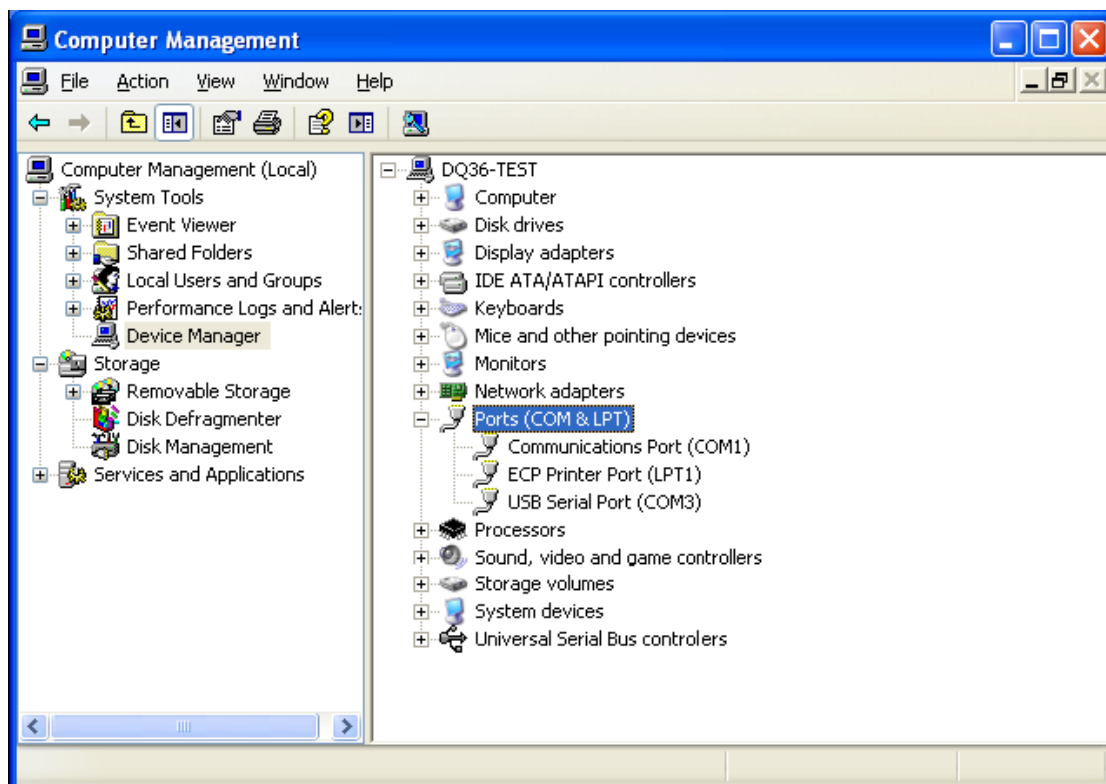 Computer Management
File Action View Window Help
Computer Management (Local)
System Tools
Event Viewer
Shared Folders
Local Users and Groups
Performance Logs and Alert:
Device Manager
Storage
Removable Storage
Disk Defragmenter
Disk Management
Services and Applications
DQ36-TEST
Computer
Disk drives
Display adapters
IDE ATA/ATAPI controllers
Keyboards
Mice and other pointing devices
Monitors
Network adapters
Ports (COM & LPT)
Communications Port (COM1)
ECP Printer Port (LPT1)
USB Serial Port (COM3)
Processors
Sound, video and game controllers
Storage volumes
System devices
Universal Serial Bus controlers